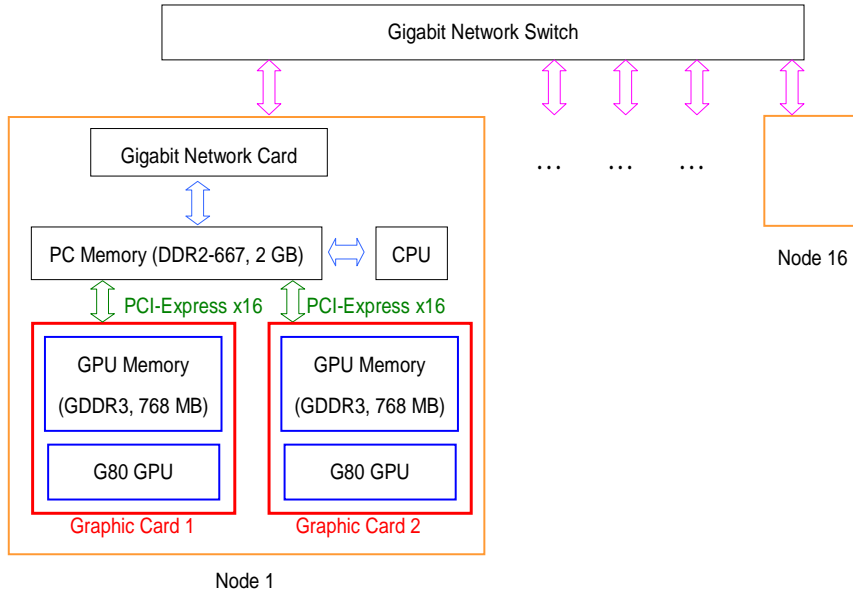 Gigabit Network Switch
Gigabit Network Card
… … …
PC Memory (DDR2-667, 2 GB)
CPU
Node 16
PCI-Express x16
PCI-Express x16
GPU Memory
(GDDR3, 768 MB)
GPU Memory
(GDDR3, 768 MB)
G80 GPU
G80 GPU
Graphic Card 1
Graphic Card 2
Node 1